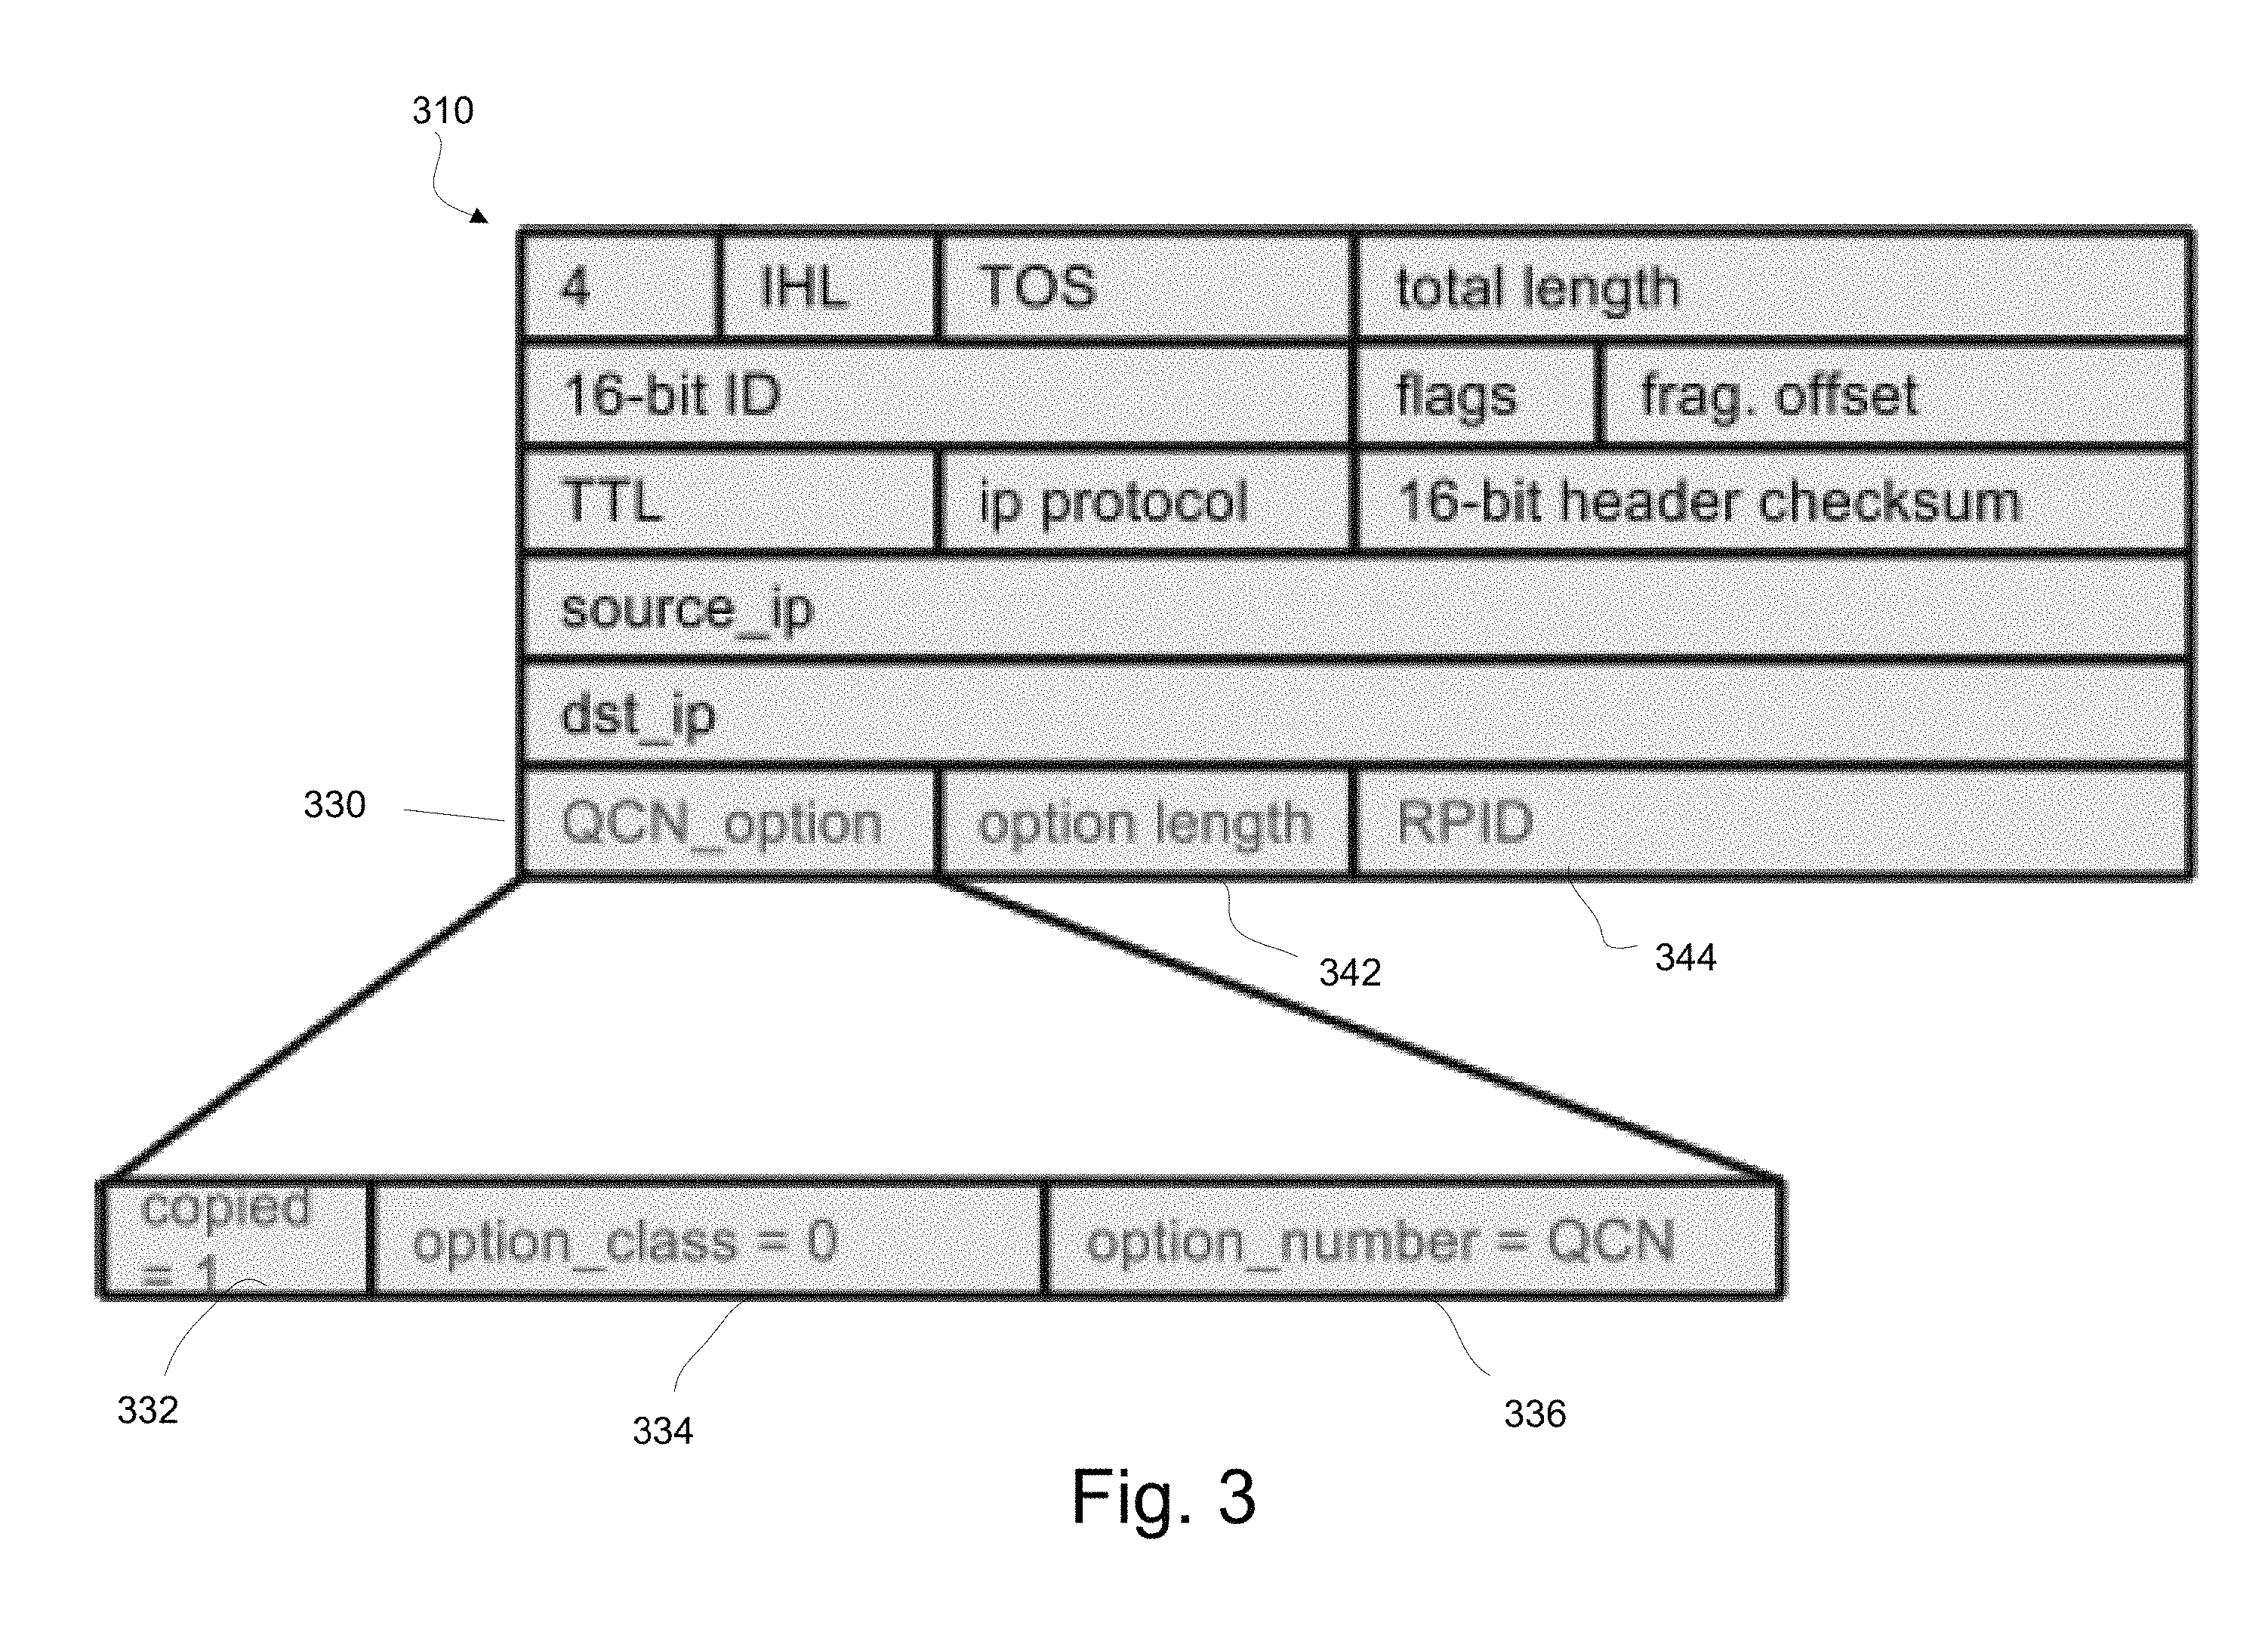 310
4 IHL TOS total length
16-bit ID flags frag. offset
TTL ip protocol 16-bit header checksum
source_ip
dst_ip
330 QCN_option option length RPID
342 344
copied
= 1 option_class = 0 option_number = QCN
332 334 336
Fig. 3